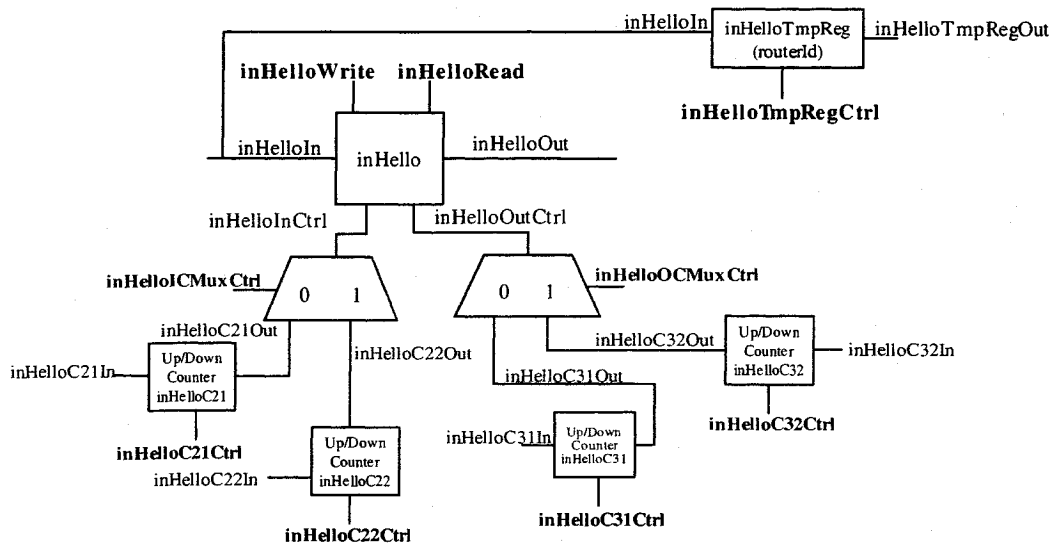 inHelloIn
inHelloTmpReg
(routerId)
inHelloTmpRegOut
inHelloWrite
inHelloRead
inHelloTmpRegCtrl
inHelloIn
inHello
inHelloOut
inHelloInCtrl
inHelloOutCtrl
inHelloICMuxCtrl
0 1
0 1
inHelloOCMuxCtrl
inHelloC21Out
inHelloC22Out
inHelloC32Out
inHelloC21In
Up/Down
Counter
inHelloC21
Up/Down
Counter
inHelloC32
inHelloC32In
inHelloC31Out
inHelloC21Ctrl
inHelloC32Ctrl
Up/Down
Counter
inHelloC22
inHelloC22In
inHelloC31In
Up/Down
Counter
inHelloC31
inHelloC22Ctrl
inHelloC31Ctrl